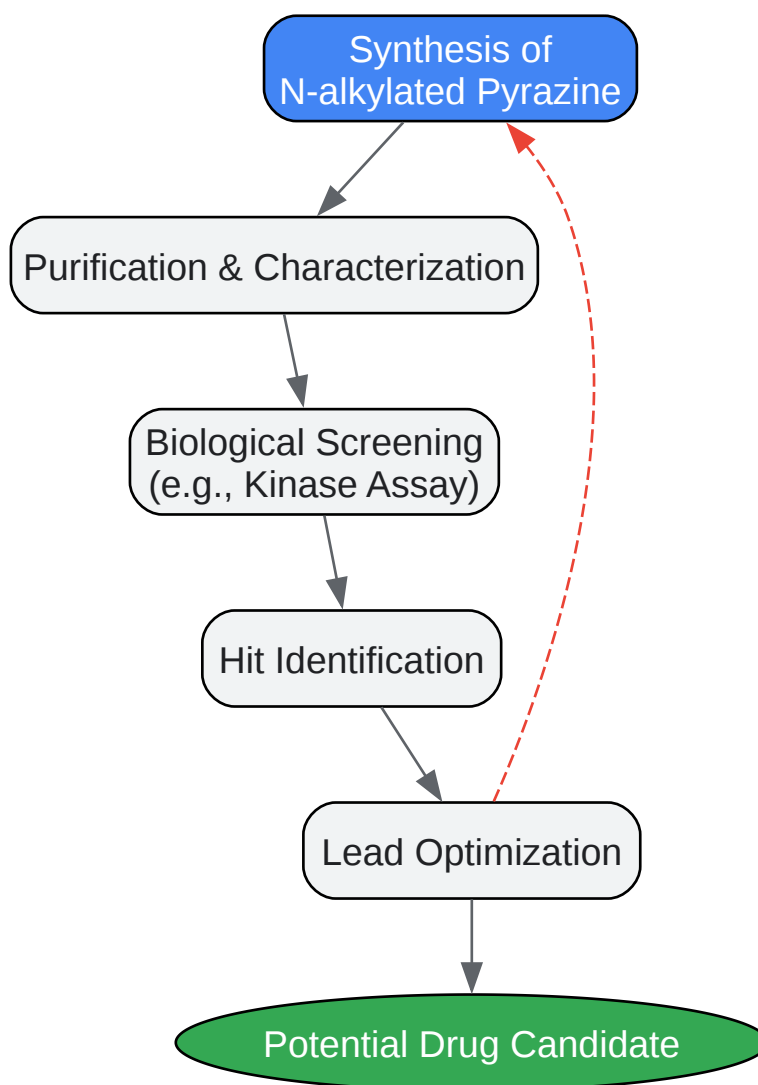 Synthesis of
N-alkylated Pyrazine
Purification & Characterization
Biological Screening
(e.g., Kinase Assay)
Hit Identification
Lead Optimization
Potential Drug Candidate